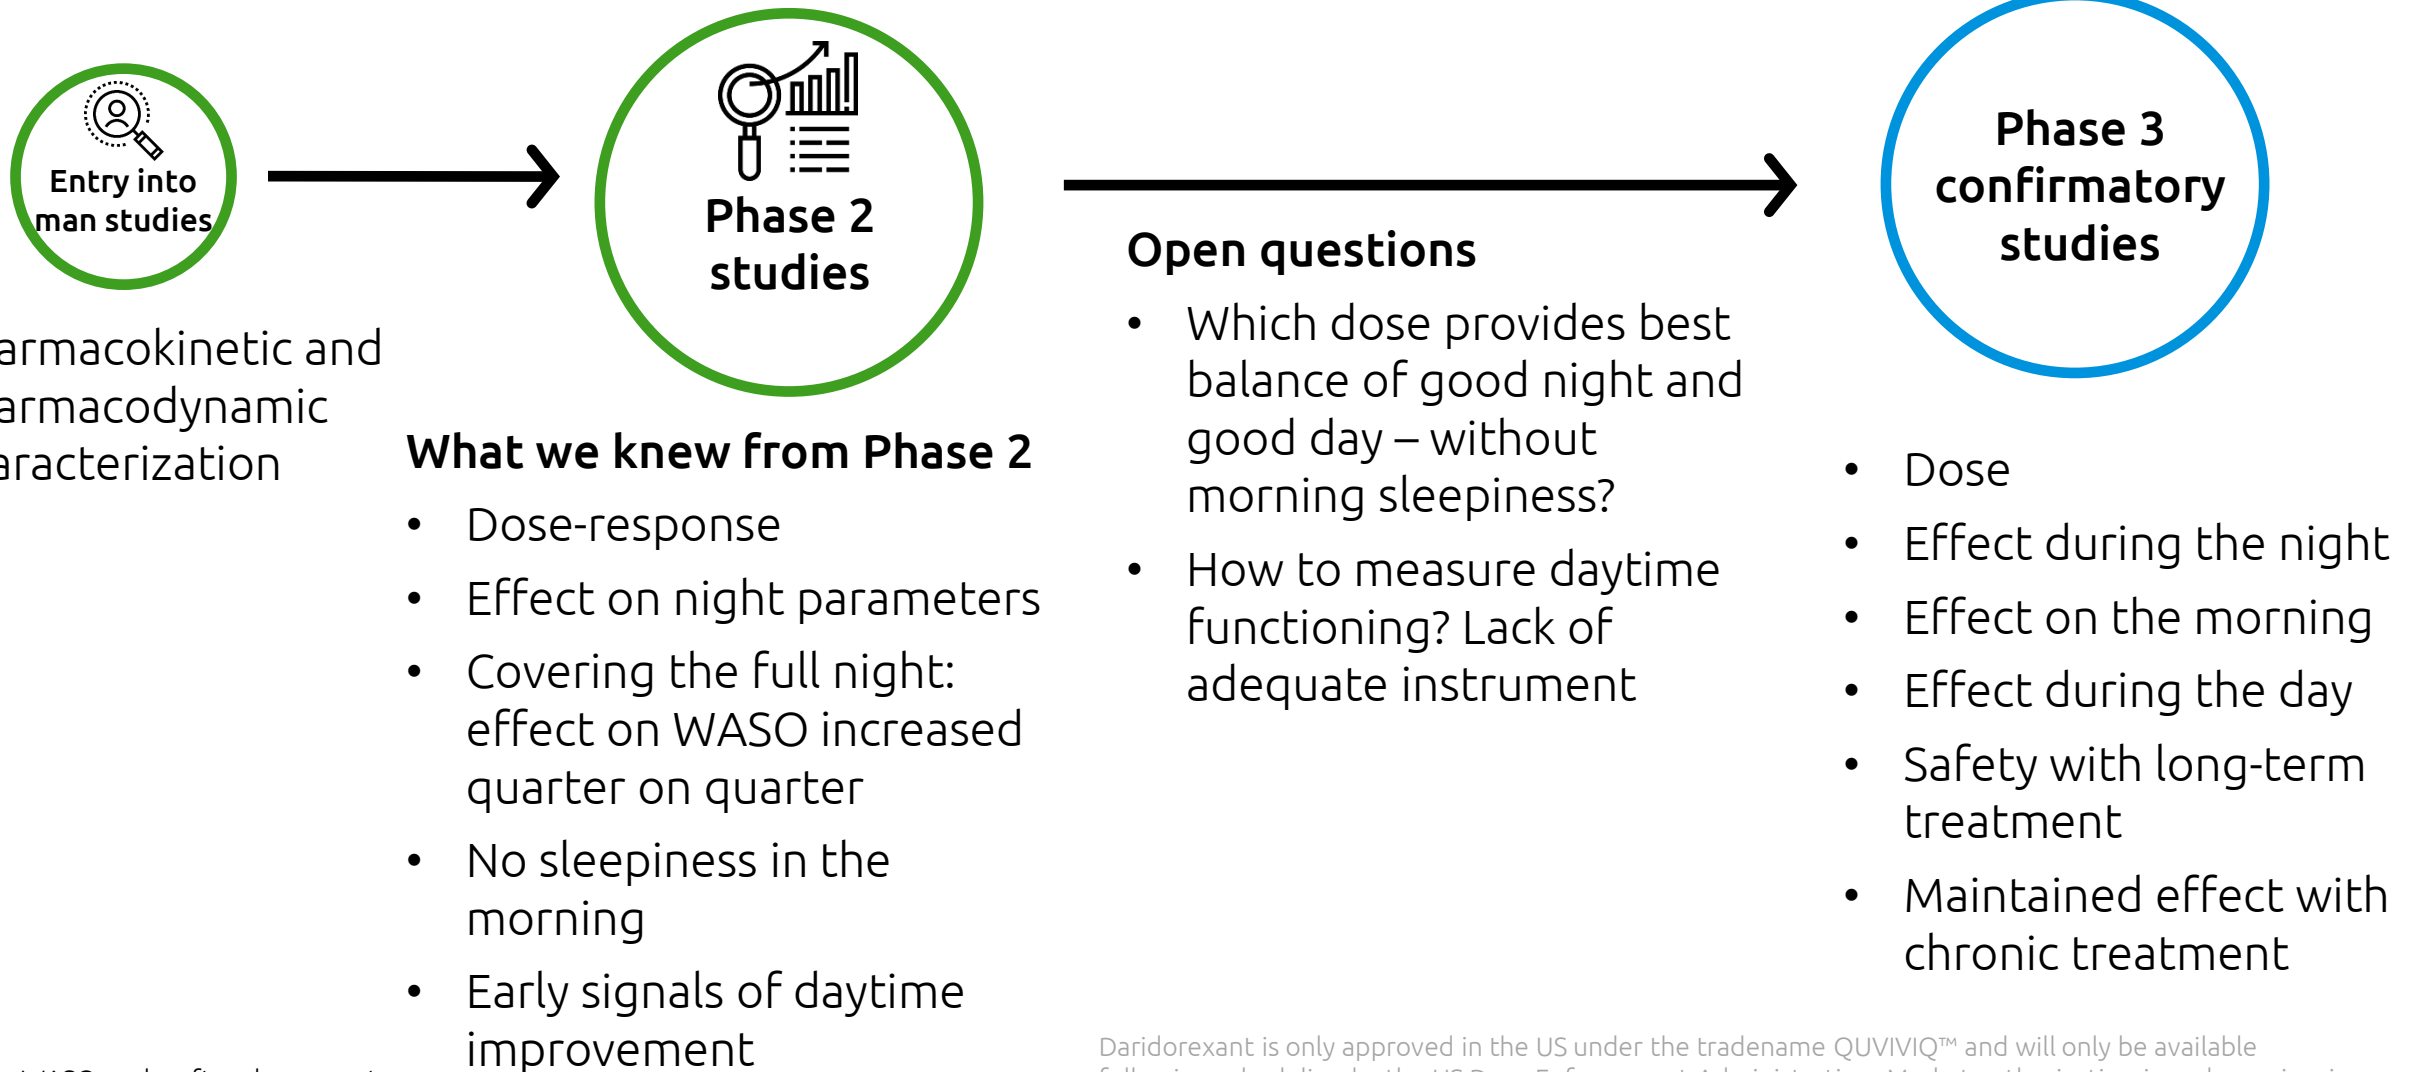 Entry into
man studies
armacokinetic and
armacodynamic
aracterization
Phase 2
studies
What we knew from Phase 2
• Dose-response
• Effect on night parameters
• Covering the full night:
effect on WASO increased
quarter on quarter
• No sleepiness in the
morning
• Early signals of daytime
improvement
Open questions
• Which dose provides best
balance of good night and
good day – without
morning sleepiness?
• How to measure daytime
functioning? Lack of
adequate instrument
Phase 3
confirmatory
studies
• Dose
• Effect during the night
• Effect on the morning
• Effect during the day
• Safety with long-term
treatment
• Maintained effect with
chronic treatment
Daridorexant is only approved in the US under the tradename QUVIVIQ™ and will only be available